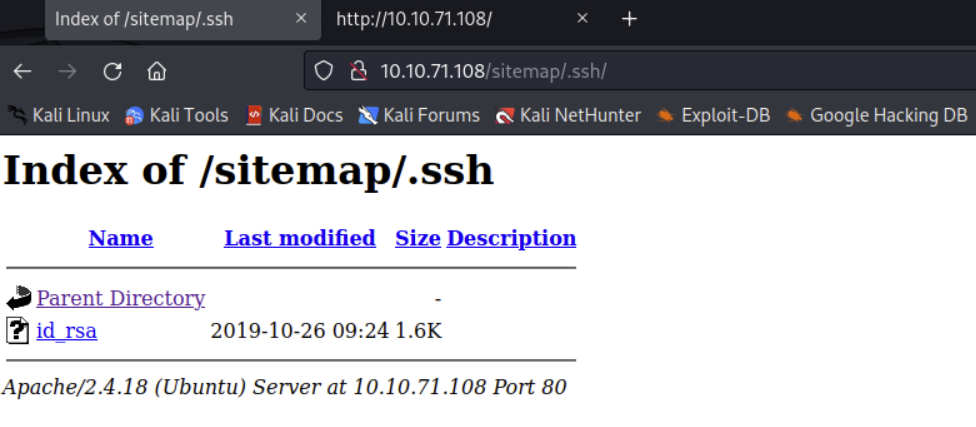 Index of /sitemap/.ssh × http://10.10.71.108/ × +
10.10.71.108/sitemap/.ssh/
Kali Linux Kali Tools Kali Docs Kali Forums Kali NetHunter Exploit-DB Google Hacking DB
Index of /sitemap/.ssh
Name Last modified Size Description
Parent Directory -
id_rsa 2019-10-26 09:24 1.6K
Apache/2.4.18 (Ubuntu) Server at 10.10.71.108 Port 80